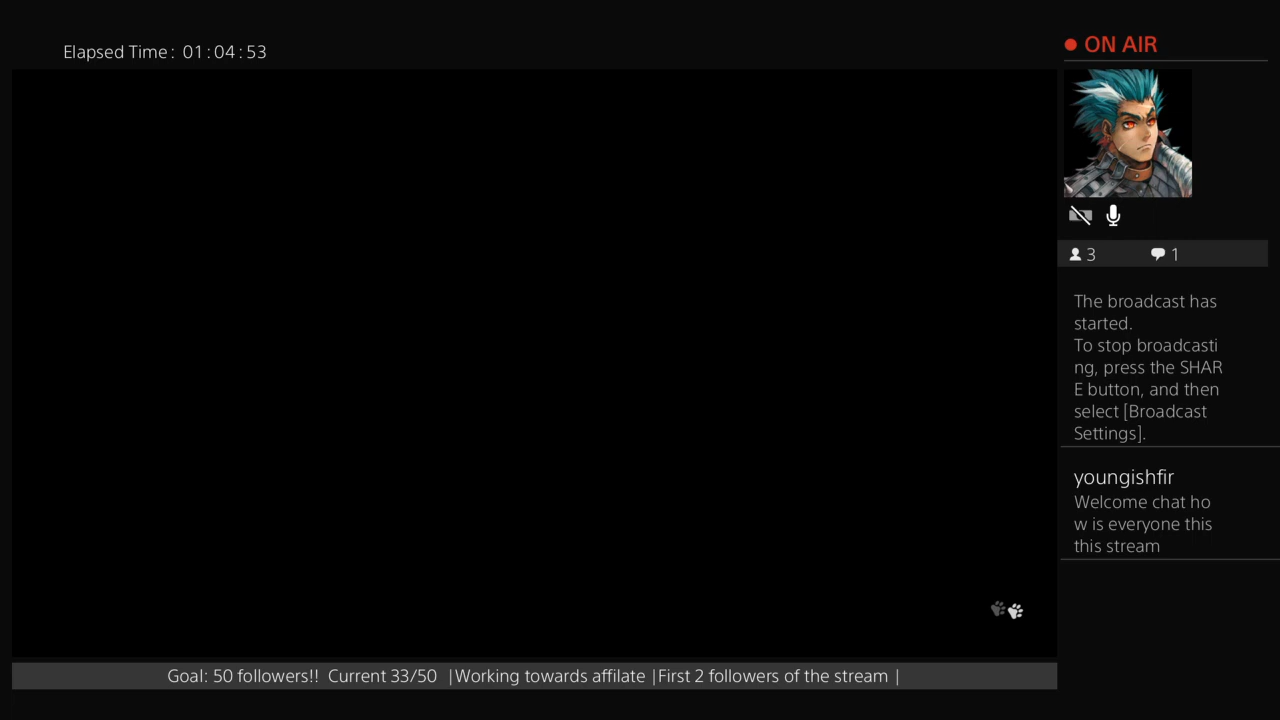 Elapsed Time: 01:04:53
ON AIR
3 1
The broadcast has
started.
To stop broadcasti
ng, press the SHAR
E button, and then
select [Broadcast
Settings].
youngishfir
Welcome chat ho
w is everyone this
this stream
Goal: 50 followers!! Current 33/50 |Working towards affilate |First 2 followers of the stream |